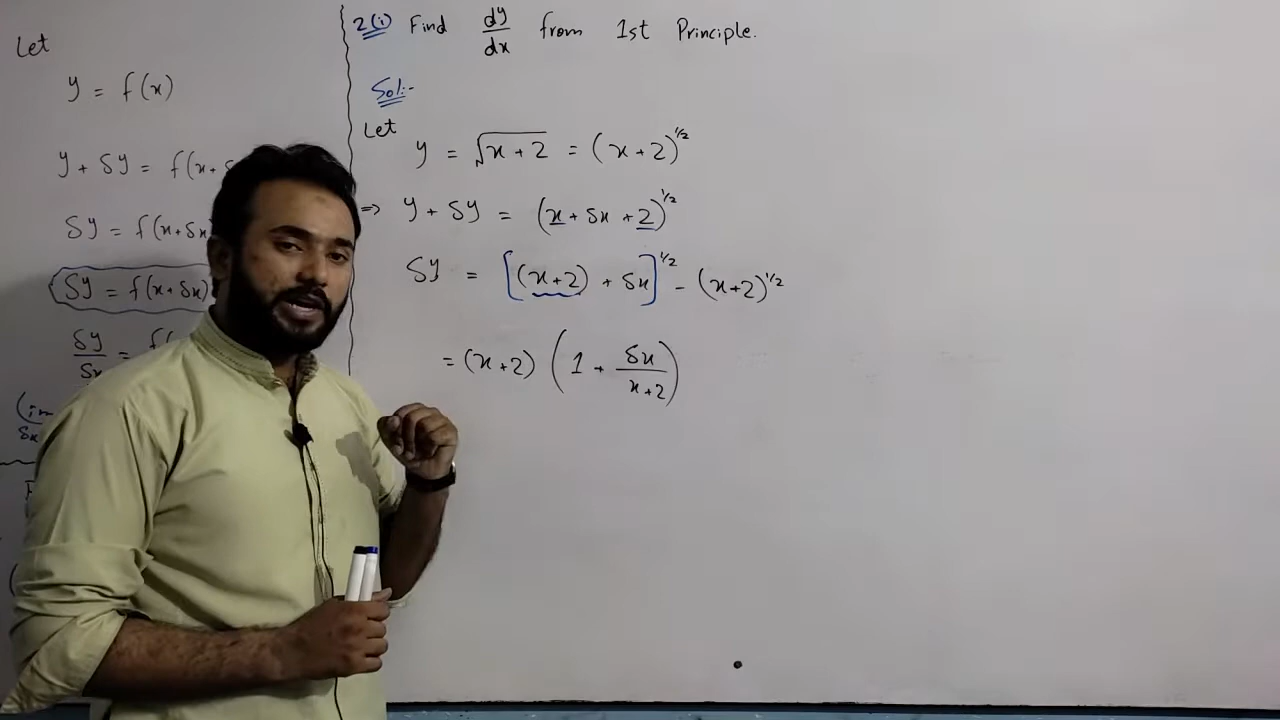 Let
y = f(x)
y + δy = f(x+δ
δy = f(x+δx
δy = f(x+δx)
δy/δx = f(
lim
δx
2(i) Find dy/dx from 1st Principle.
Sol:-
Let
y = √x+2 = (x+2)^1/2
⇒ y + δy = (x + δx + 2)^1/2
δy = [(x+2) + δx]^1/2 - (x+2)^1/2
= (x+2) (1 + δx/x+2)